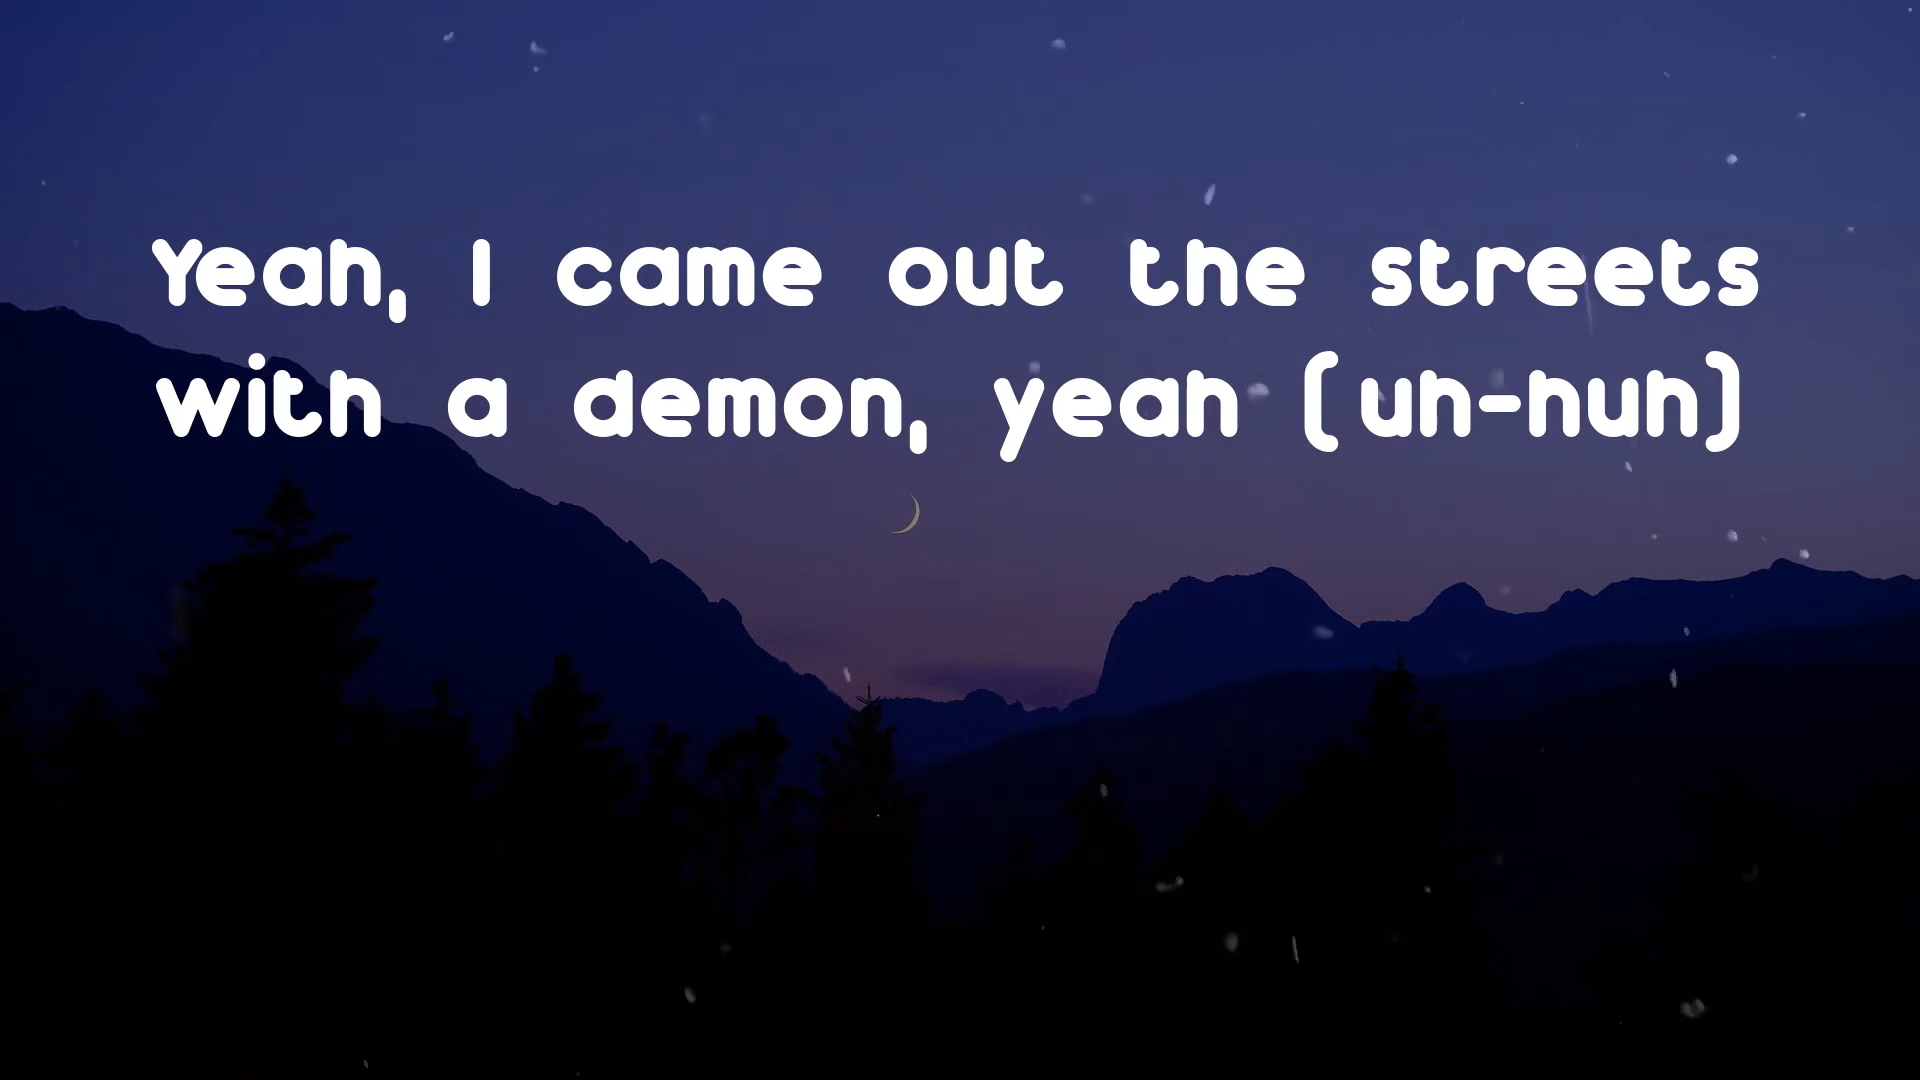 Yeah, I came out the streets
with a demon, yeah (uh-huh)